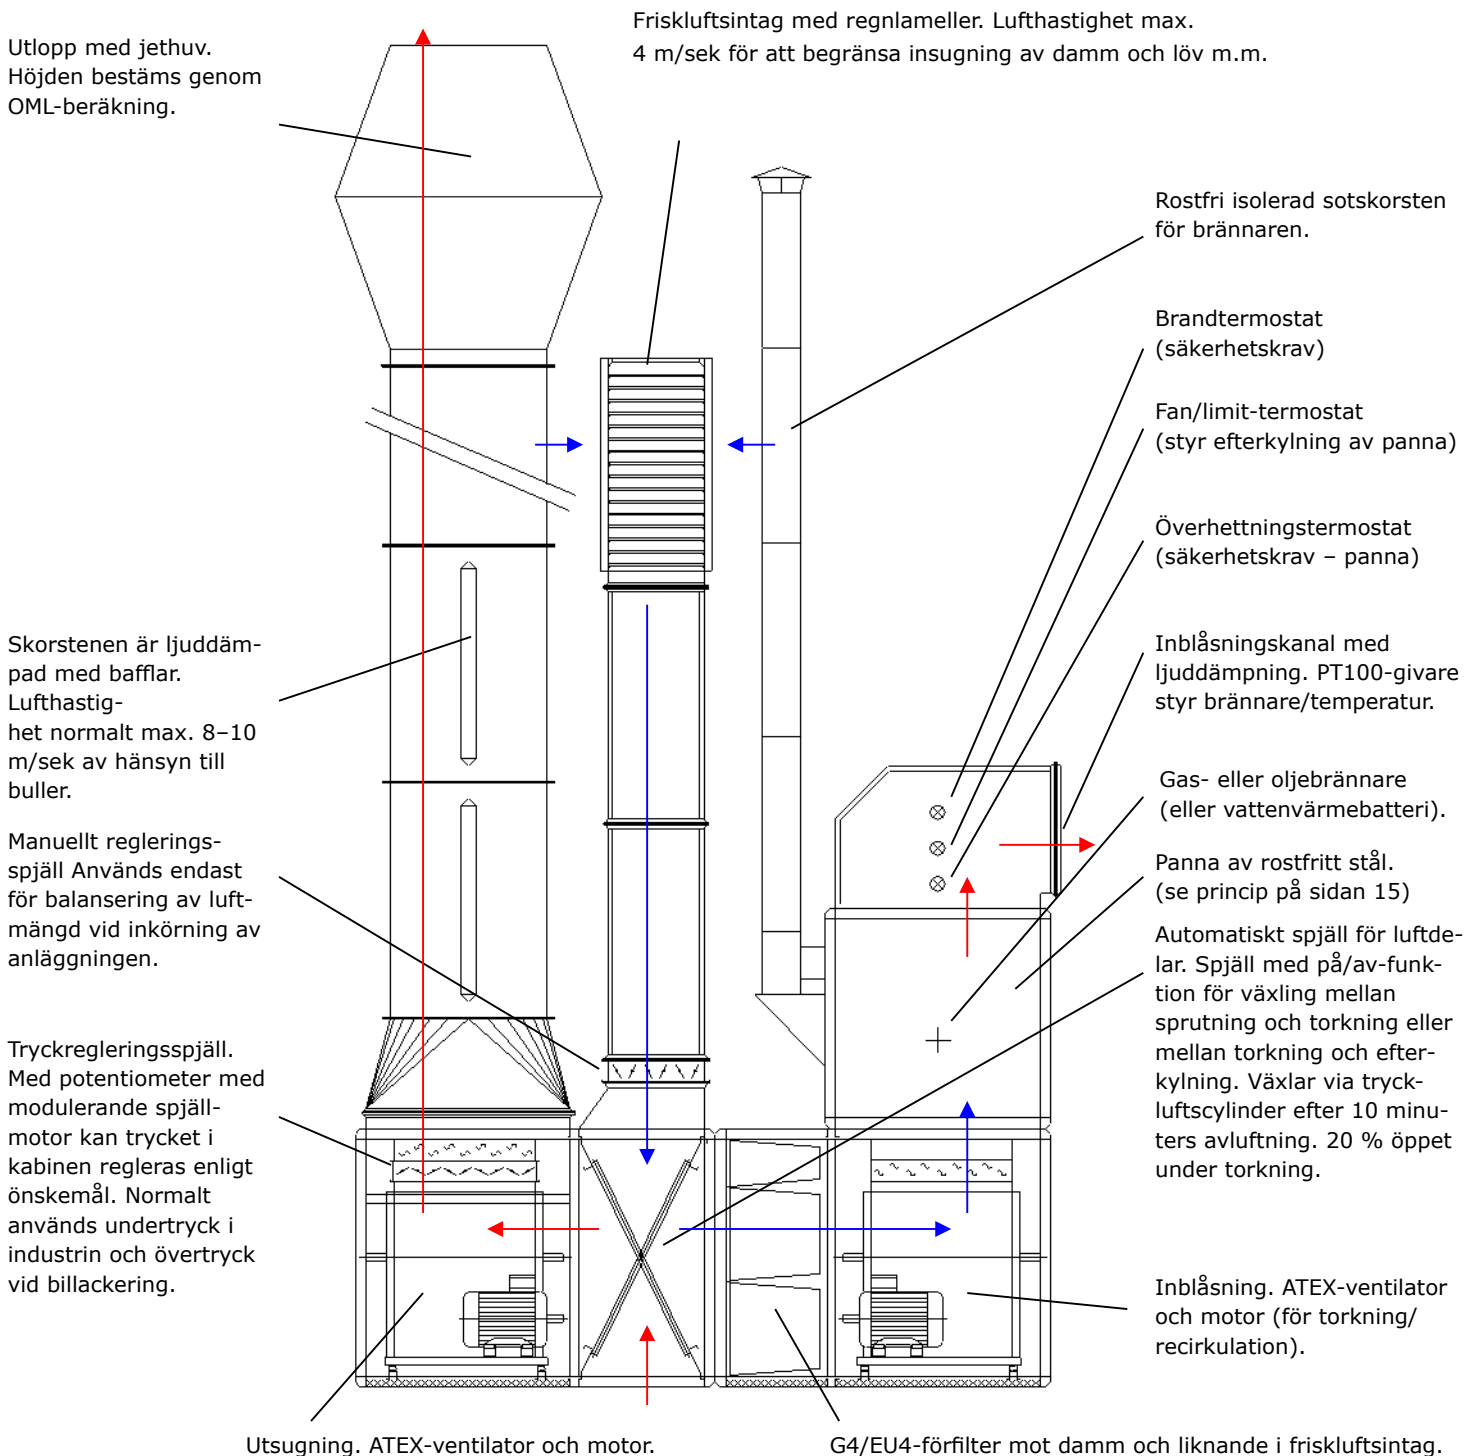 Utlopp med jethuv.
Höjden bestäms genom
OML-beräkning.
Friskluftsintag med regnlameller. Lufthastighet max.
4 m/sek för att begränsa insugning av damm och löv m.m.
Rostfri isolerad sotskorsten
för brännaren.
Brandtermostat
(säkerhetskrav)
Fan/limit-termostat
(styr efterkylning av panna)
Överhettningstermostat
(säkerhetskrav – panna)
Inblåsningskanal med
ljuddämpning. PT100-givare
styr brännare/temperatur.
Gas- eller oljebrännare
(eller vattenvärmebatteri).
Panna av rostfritt stål.
(se princip på sidan 15)
Automatiskt spjäll för luftde-
lar. Spjäll med på/av-funk-
tion för växling mellan
sprutning och torkning eller
mellan torkning och efter-
kylning. Växlar via tryck-
luftscylinder efter 10 minu-
ters avluftning. 20 % öppet
under torkning.
Inblåsning. ATEX-ventilator
och motor (för torkning/
recirkulation).
Skorstenen är ljuddäm-
pad med bafflar.
Lufthastig-
het normalt max. 8–10
m/sek av hänsyn till
buller.
Manuellt reglerings-
spjäll Används endast
för balansering av luft-
mängd vid inkörning av
anläggningen.
Tryckregleringsspjäll.
Med potentiometer med
modulerande spjäll-
motor kan trycket i
kabinen regleras enligt
önskemål. Normalt
används undertryck i
industrin och övertryck
vid billackering.
Utsugning. ATEX-ventilator och motor.
G4/EU4-förfilter mot damm och liknande i friskluftsintag.